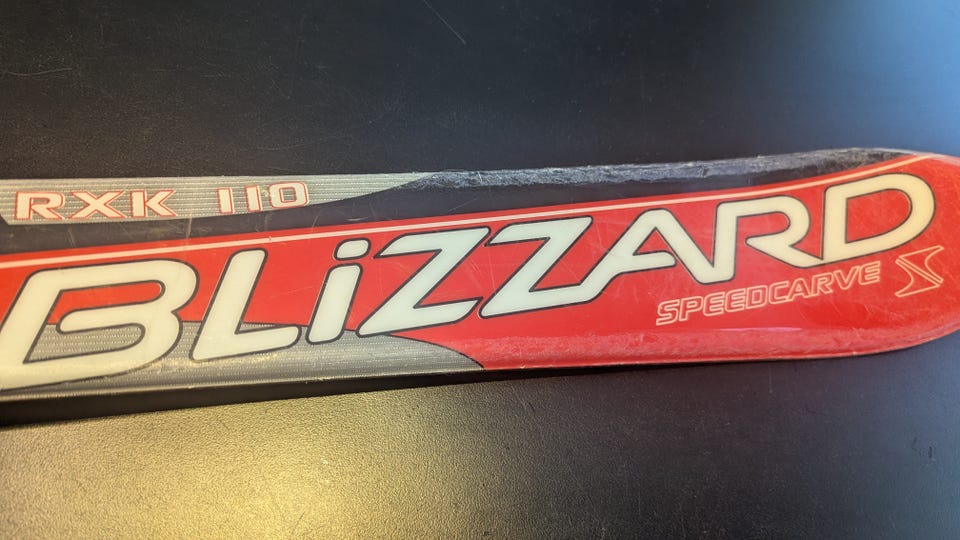 RXK 110
BLiZZARD
SPEEDCARVE